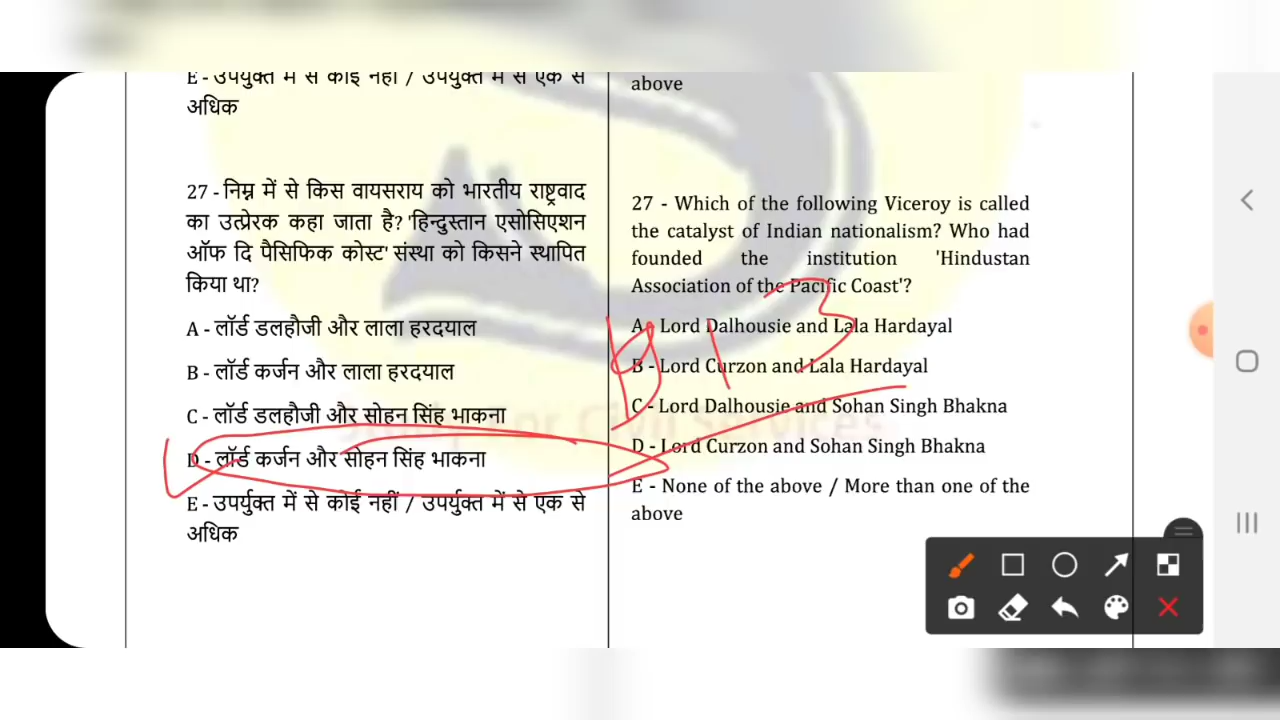 E - उपर्युक्त में से कोई नहीं / उपर्युक्त में से एक से
अधिक
27 - निम्न में से किस वायसराय को भारतीय राष्ट्रवाद
का उत्प्रेरक कहा जाता है? 'हिन्दुस्तान एसोसिएशन
ऑफ दि पैसिफिक कोस्ट' संस्था को किसने स्थापित
किया था?
A - लॉर्ड डलहौजी और लाला हरदयाल
B - लॉर्ड कर्जन और लाला हरदयाल
C - लॉर्ड डलहौजी और सोहन सिंह भाकना
D - लॉर्ड कर्जन और सोहन सिंह भाकना
E - उपर्युक्त में से कोई नहीं / उपर्युक्त में से एक से
अधिक
above
27 - Which of the following Viceroy is called
the catalyst of Indian nationalism? Who had
founded the institution 'Hindustan
Association of the Pacific Coast'?
A - Lord Dalhousie and Lala Hardayal
B - Lord Curzon and Lala Hardayal
C - Lord Dalhousie and Sohan Singh Bhakna
D - Lord Curzon and Sohan Singh Bhakna
E - None of the above / More than one of the
above
13